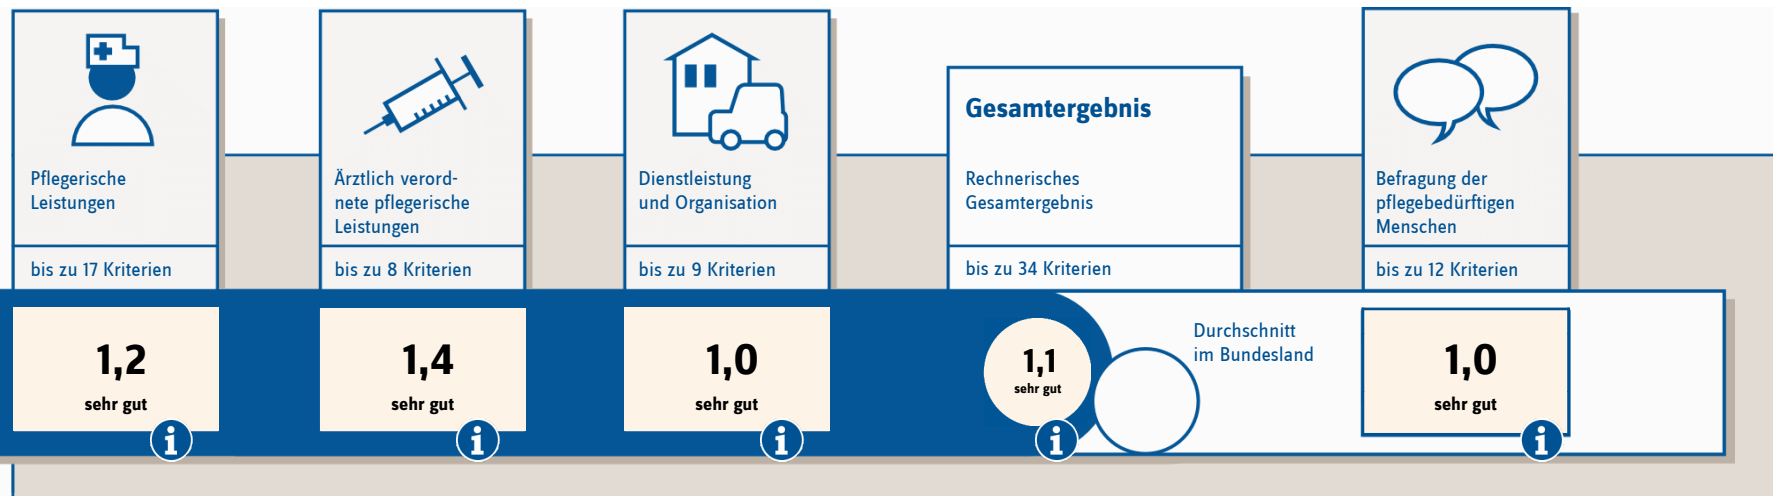 Pflegerische
Leistungen
bis zu 17 Kriterien
1,2
sehr gut
Ärztlich verord-
nete pflegerische
Leistungen
bis zu 8 Kriterien
1,4
sehr gut
Dienstleistung
und Organisation
bis zu 9 Kriterien
1,0
sehr gut
Gesamtergebnis
Rechnerisches
Gesamtergebnis
bis zu 34 Kriterien
1,1
sehr gut
Durchschnitt
im Bundesland
Befragung der
pflegebedürftigen
Menschen
bis zu 12 Kriterien
1,0
sehr gut